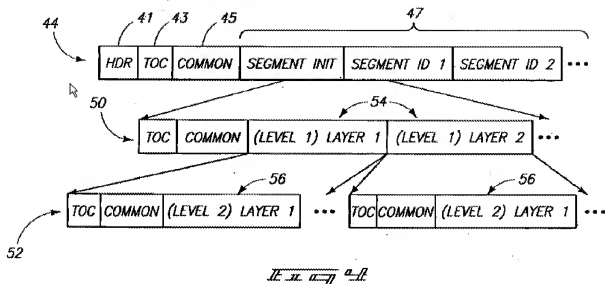 41 43 45 47
44
HDR TOC COMMON SEGMENT INIT SEGMENT ID 1 SEGMENT ID 2 •••
50 54
TOC COMMON (LEVEL 1) LAYER 1 (LEVEL 1) LAYER 2 •••
56 56
TOC COMMON (LEVEL 2) LAYER 1 ••• TOC COMMON (LEVEL 2) LAYER 1 •••
52